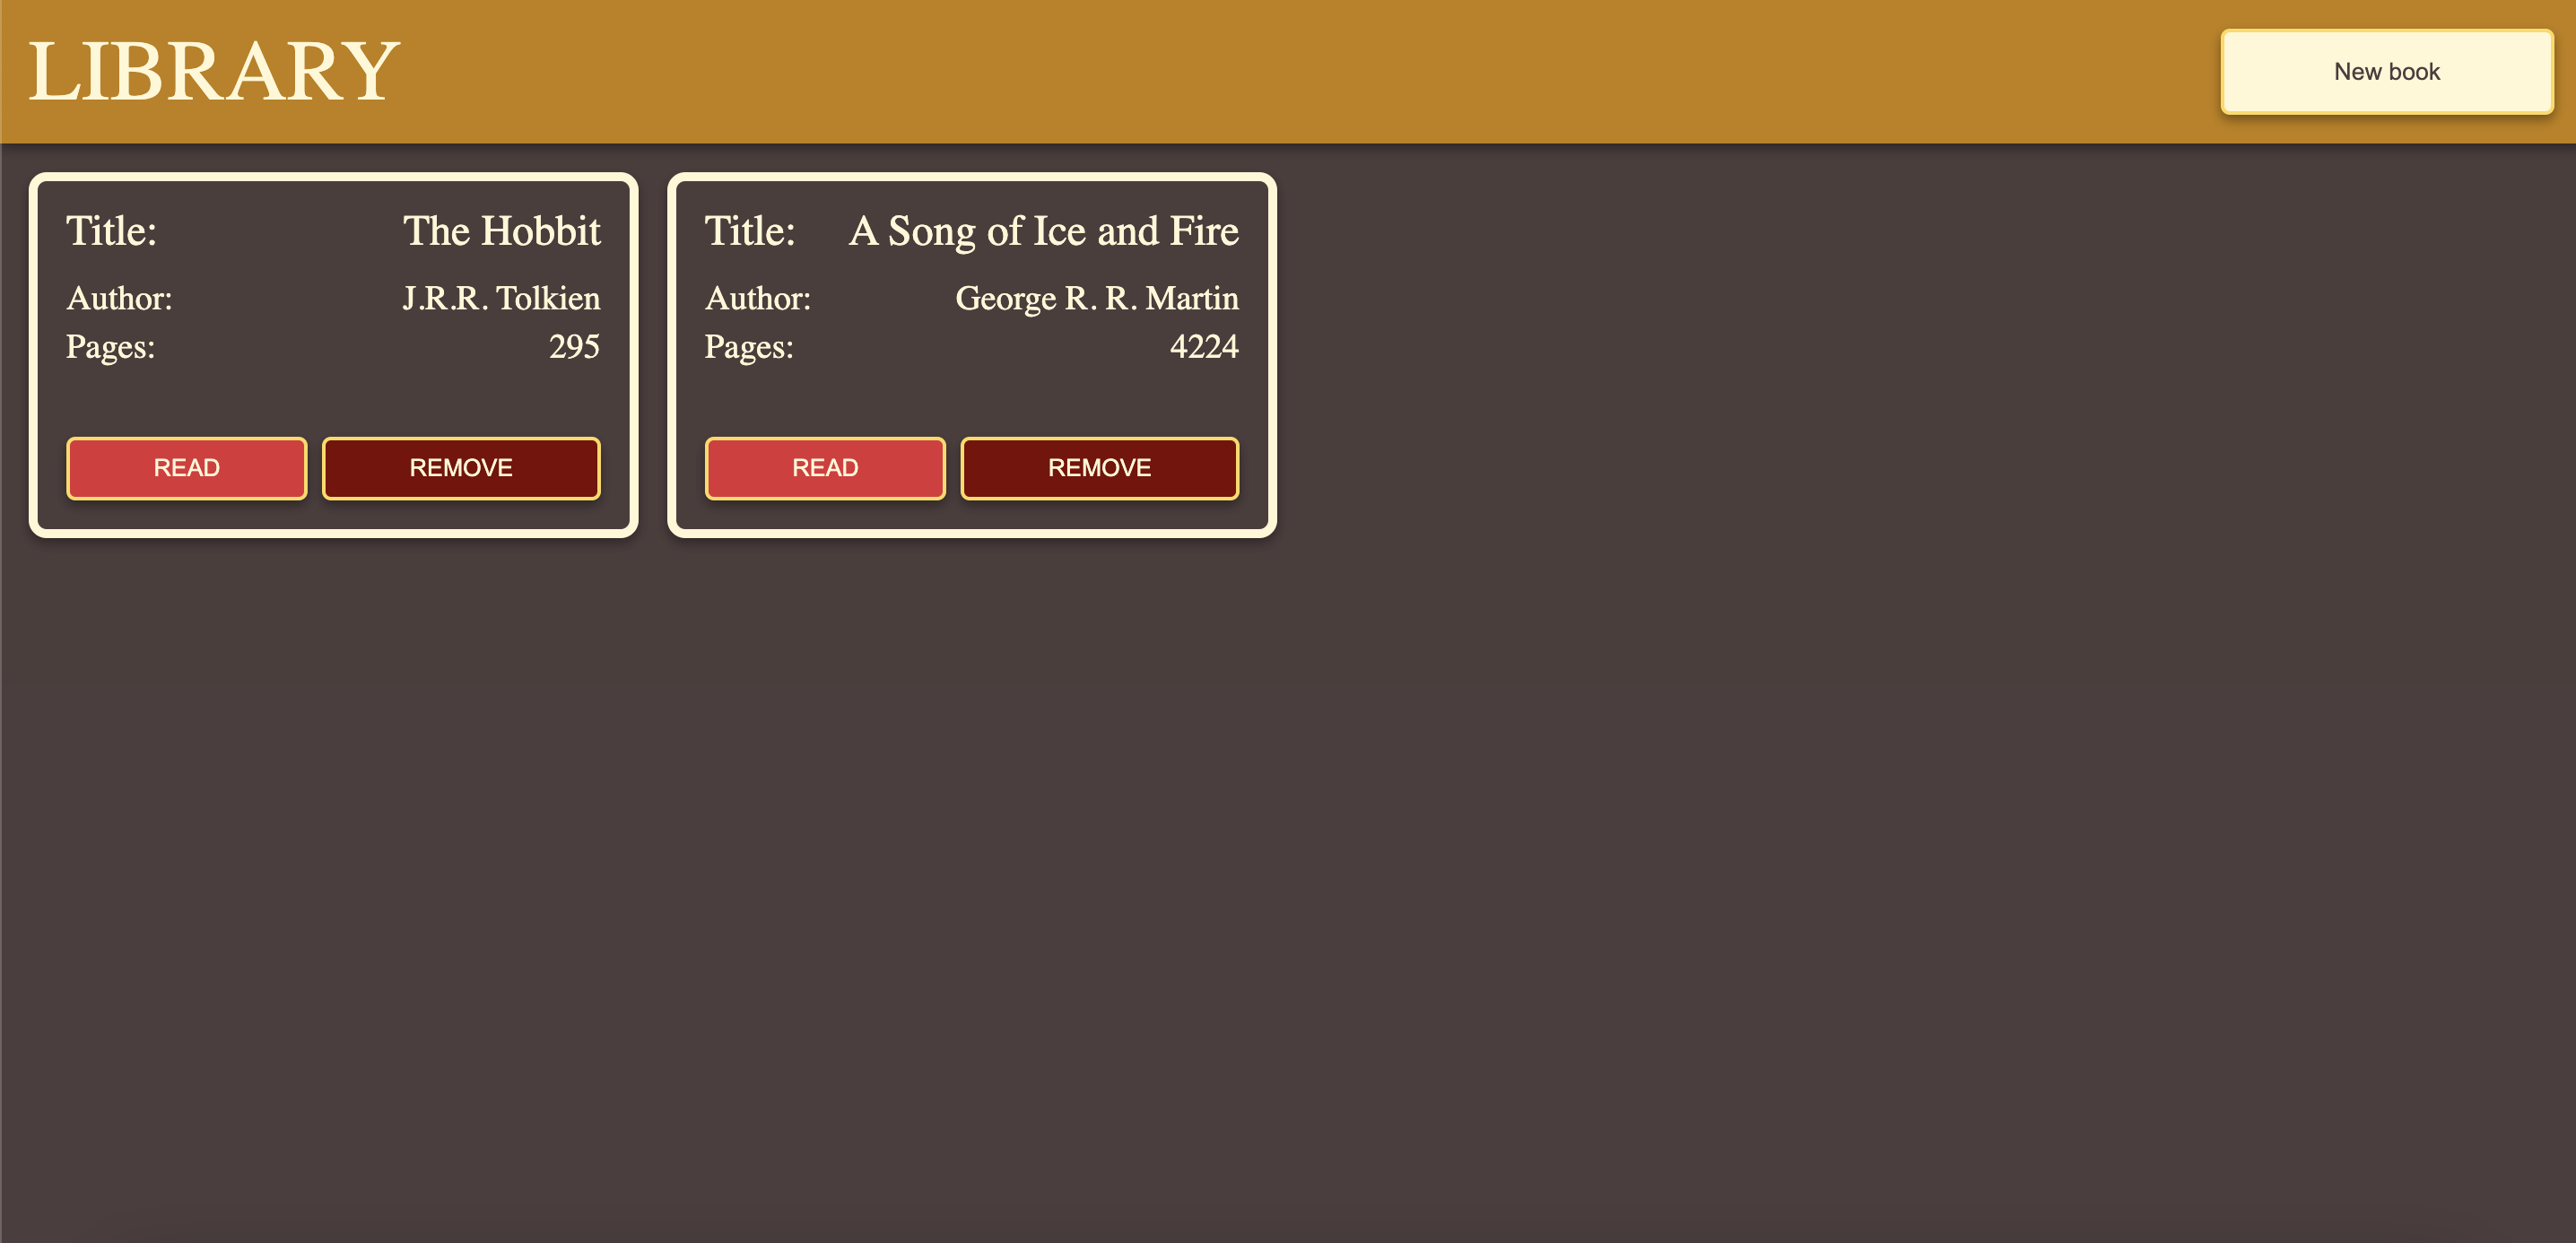 LIBRARY
New book
Title: The Hobbit
Author: J.R.R. Tolkien
Pages: 295
READ REMOVE
Title: A Song of Ice and Fire
Author: George R. R. Martin
Pages: 4224
READ REMOVE